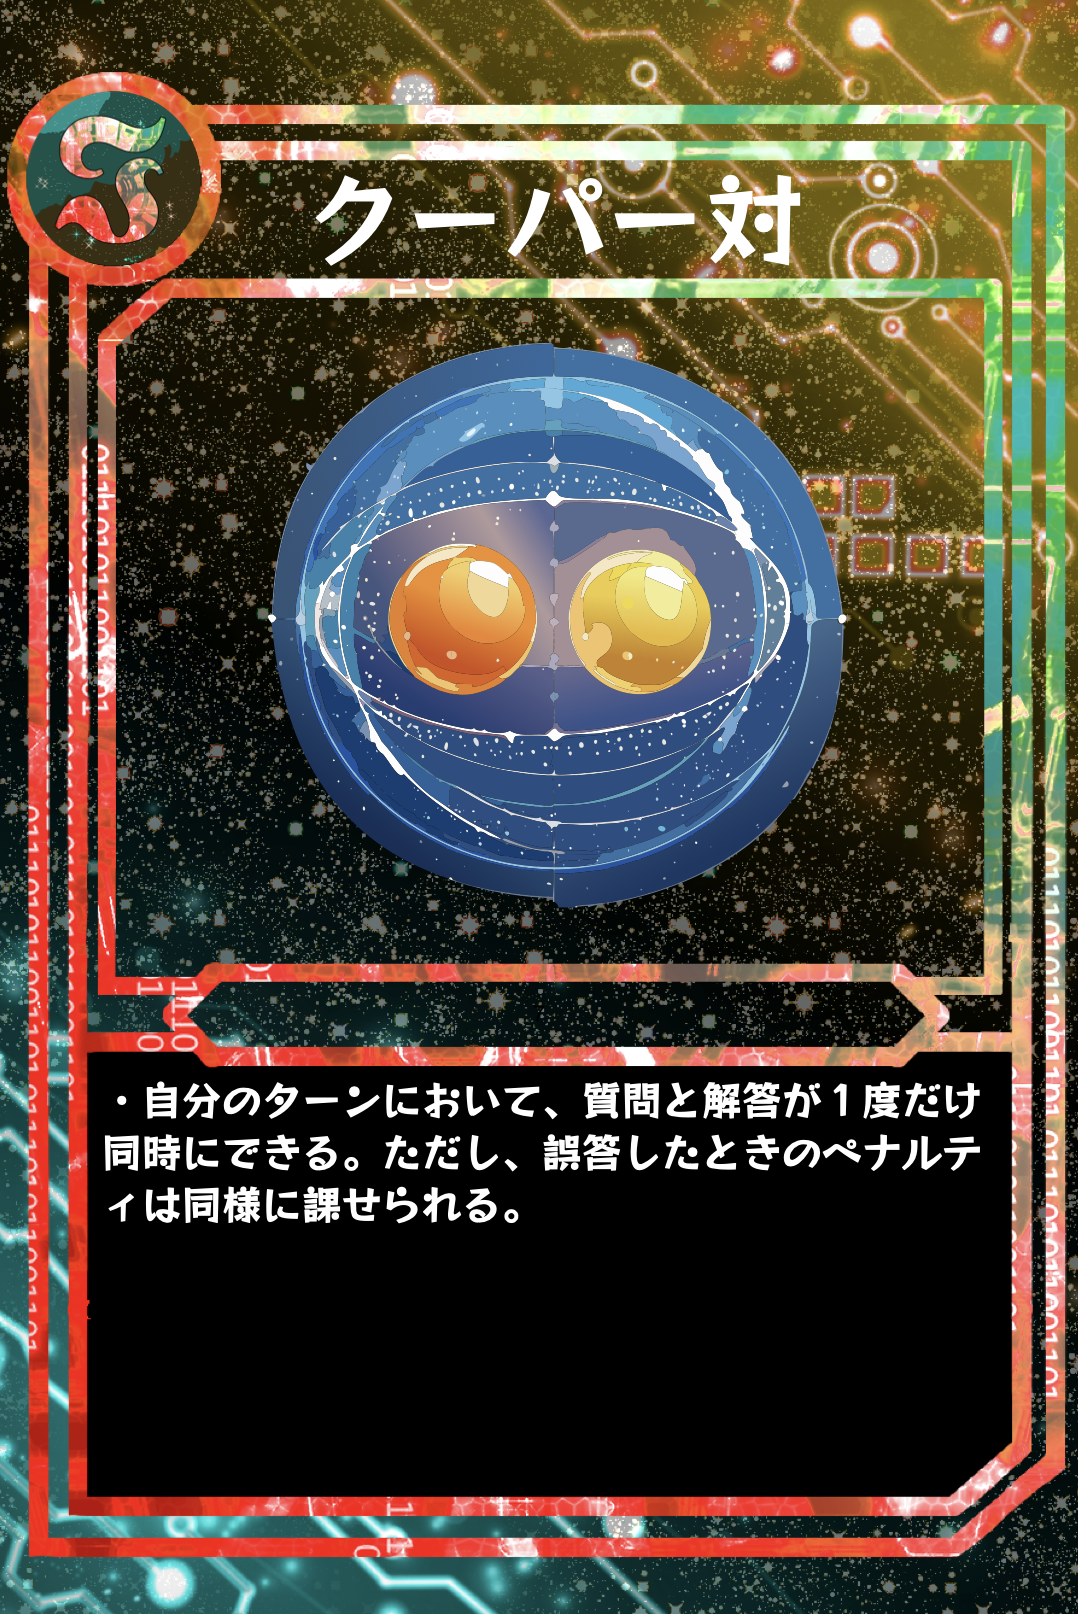 クーパー対
・自分のターンにおいて、質問と解答が１度だけ
同時にできる。ただし、誤答したときのペナルテ
ィは同様に課せられる。